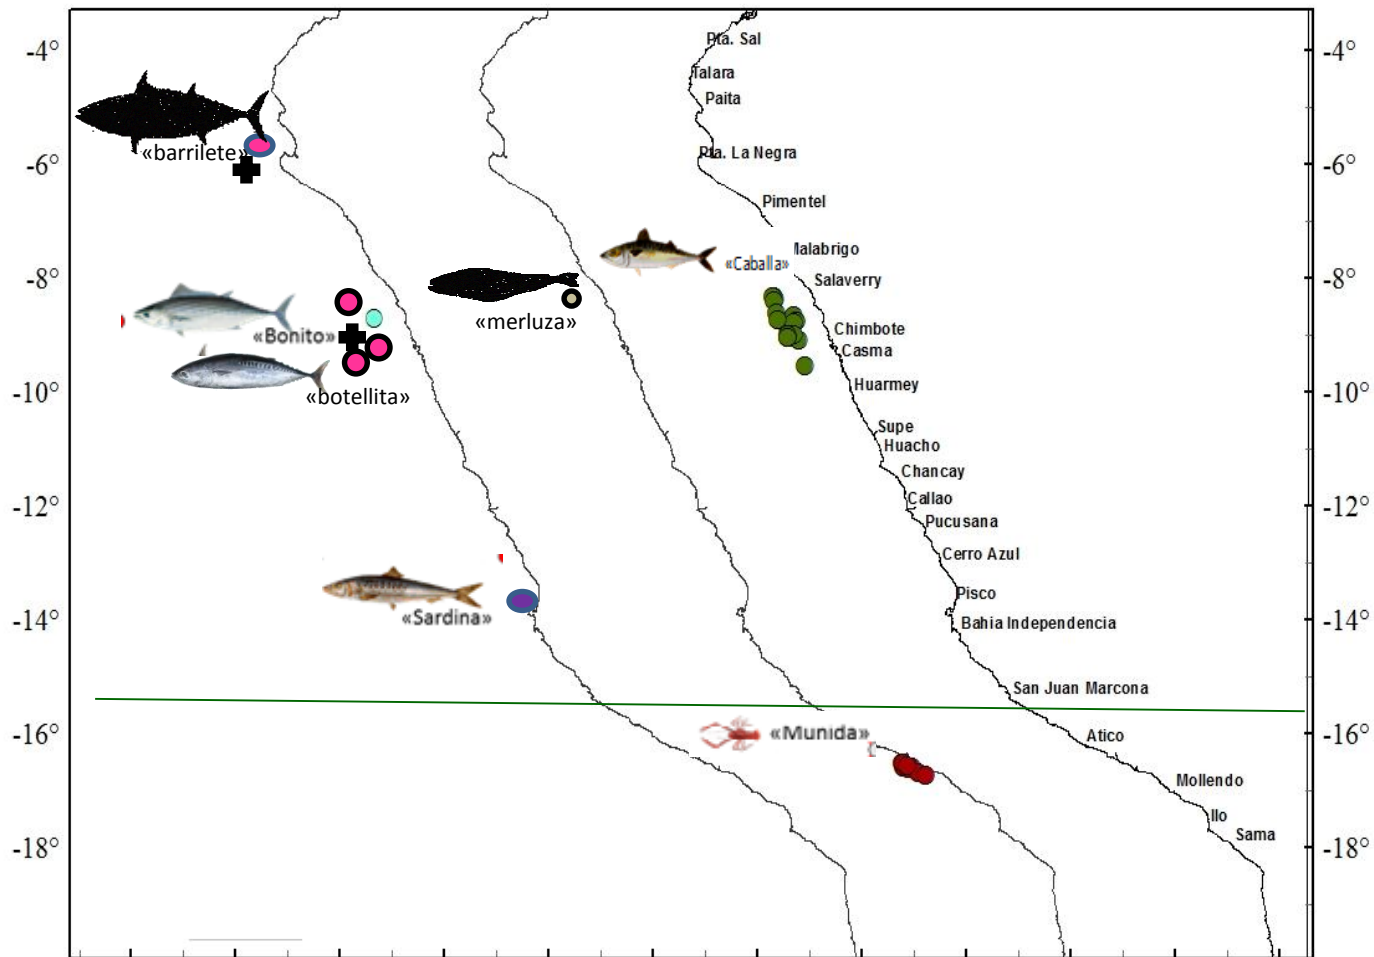 -4°
-6°
-8°
-10°
-12°
-14°
-16°
-18°
«barrilete»
«Bonito»
«botellita»
«Sardina»
«merluza»
«Caballa»
«Munida»
Pta. Sal
Talara
Paita
Pta. La Negra
Pimentel
Malabrigo
Salaverry
Chimbote
Casma
Huarmey
Supe
Huacho
Chancay
Callao
Pucusana
Cerro Azul
Pisco
Bahia Independencia
San Juan Marcona
Atico
Mollendo
Ilo
Sama
-4°
-6°
-8°
-10°
-12°
-14°
-16°
-18°